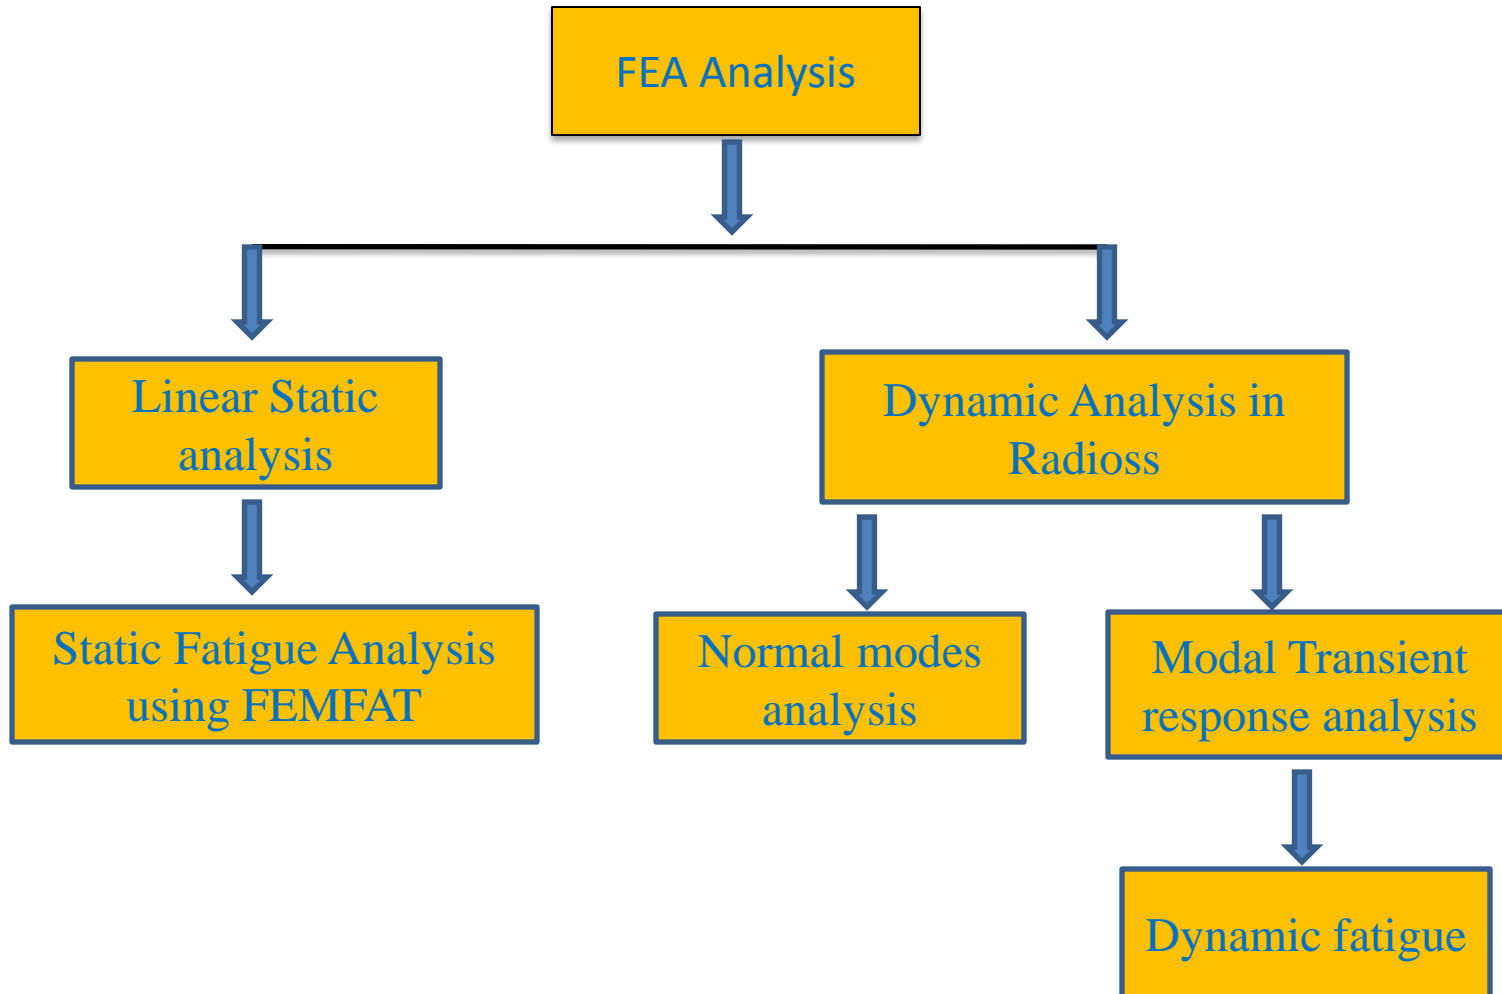 FEA Analysis
Linear Static
analysis
Dynamic Analysis in
Radioss
Static Fatigue Analysis
using FEMFAT
Normal modes
analysis
Modal Transient
response analysis
Dynamic fatigue